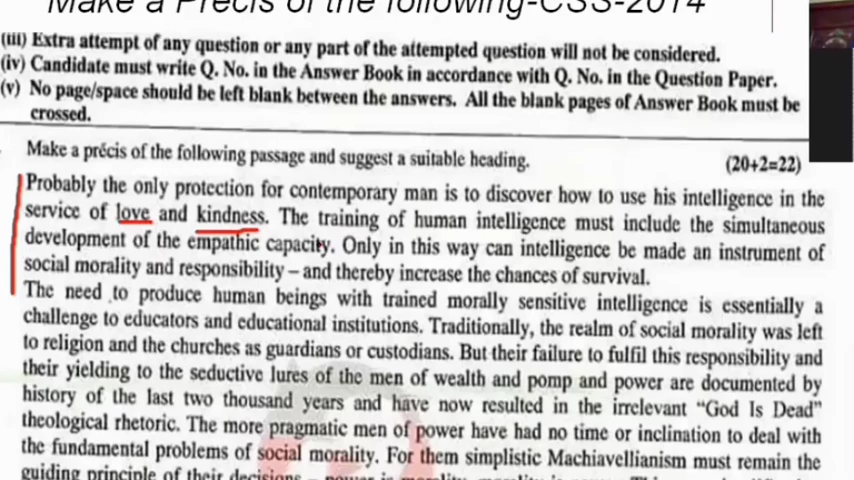 Make a Précis of the following-CSS-2014
(iii) Extra attempt of any question or any part of the attempted question will not be considered.
(iv) Candidate must write Q. No. in the Answer Book in accordance with Q. No. in the Question Paper.
(v) No page/space should be left blank between the answers. All the blank pages of Answer Book must be
crossed.
Make a précis of the following passage and suggest a suitable heading. (20+2=22)
Probably the only protection for contemporary man is to discover how to use his intelligence in the
service of love and kindness. The training of human intelligence must include the simultaneous
development of the empathic capacity. Only in this way can intelligence be made an instrument of
social morality and responsibility – and thereby increase the chances of survival.
The need to produce human beings with trained morally sensitive intelligence is essentially a
challenge to educators and educational institutions. Traditionally, the realm of social morality was left
to religion and the churches as guardians or custodians. But their failure to fulfil this responsibility and
their yielding to the seductive lures of the men of wealth and pomp and power are documented by
history of the last two thousand years and have now resulted in the irrelevant “God Is Dead”
theological rhetoric. The more pragmatic men of power have had no time or inclination to deal with
the fundamental problems of social morality. For them simplistic Machiavellianism must remain the
guiding principle of their decisions – power is morality, morality is power.